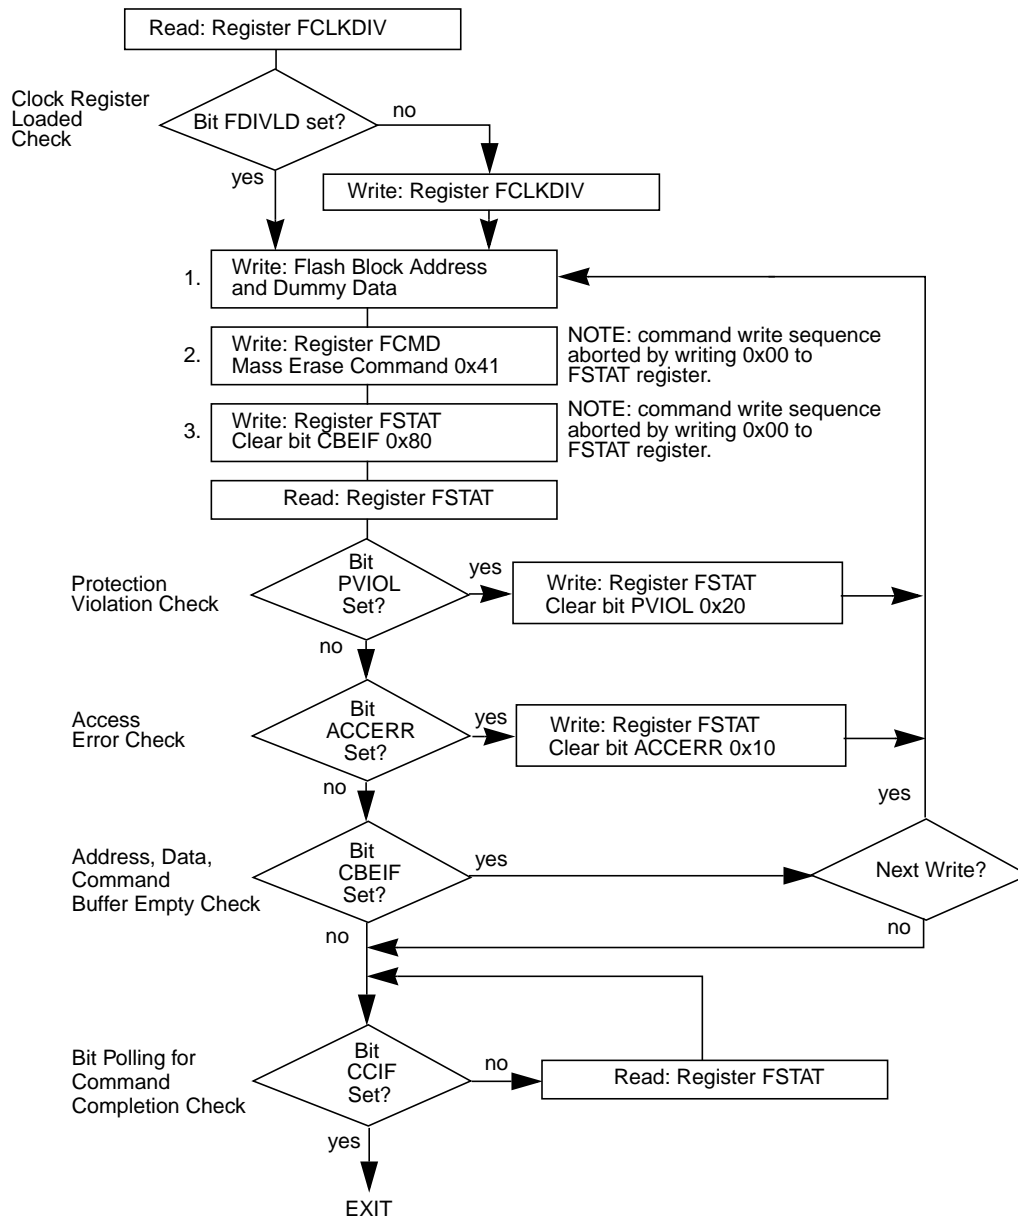 Read: Register FCLKDIV
Clock Register
Loaded
Check
Bit FDIVLD set?
no
yes
Write: Register FCLKDIV
1.
Write: Flash Block Address
and Dummy Data
2.
Write: Register FCMD
Mass Erase Command 0x41
NOTE: command write sequence
aborted by writing 0x00 to
FSTAT register.
3.
Write: Register FSTAT
Clear bit CBEIF 0x80
NOTE: command write sequence
aborted by writing 0x00 to
FSTAT register.
Read: Register FSTAT
Protection
Violation Check
Bit
PVIOL
Set?
yes
Write: Register FSTAT
Clear bit PVIOL 0x20
no
Access
Error Check
Bit
ACCERR
Set?
yes
Write: Register FSTAT
Clear bit ACCERR 0x10
no
yes
Address, Data,
Command
Buffer Empty Check
Bit
CBEIF
Set?
yes
Next Write?
no
no
Bit Polling for
Command
Completion Check
Bit
CCIF
Set?
no
Read: Register FSTAT
yes
EXIT